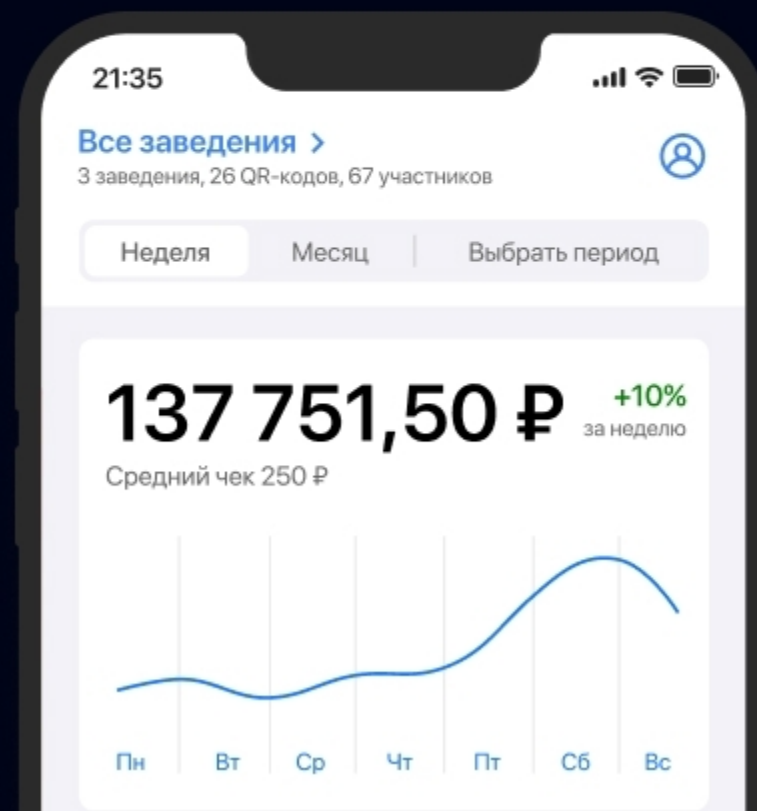 21:35
Все заведения >
3 заведения, 26 QR-кодов, 67 участников
Неделя Месяц Выбрать период
137 751,50 ₽ +10%
за неделю
Средний чек 250 ₽
Пн Вт Ср Чт Пт Сб Вс